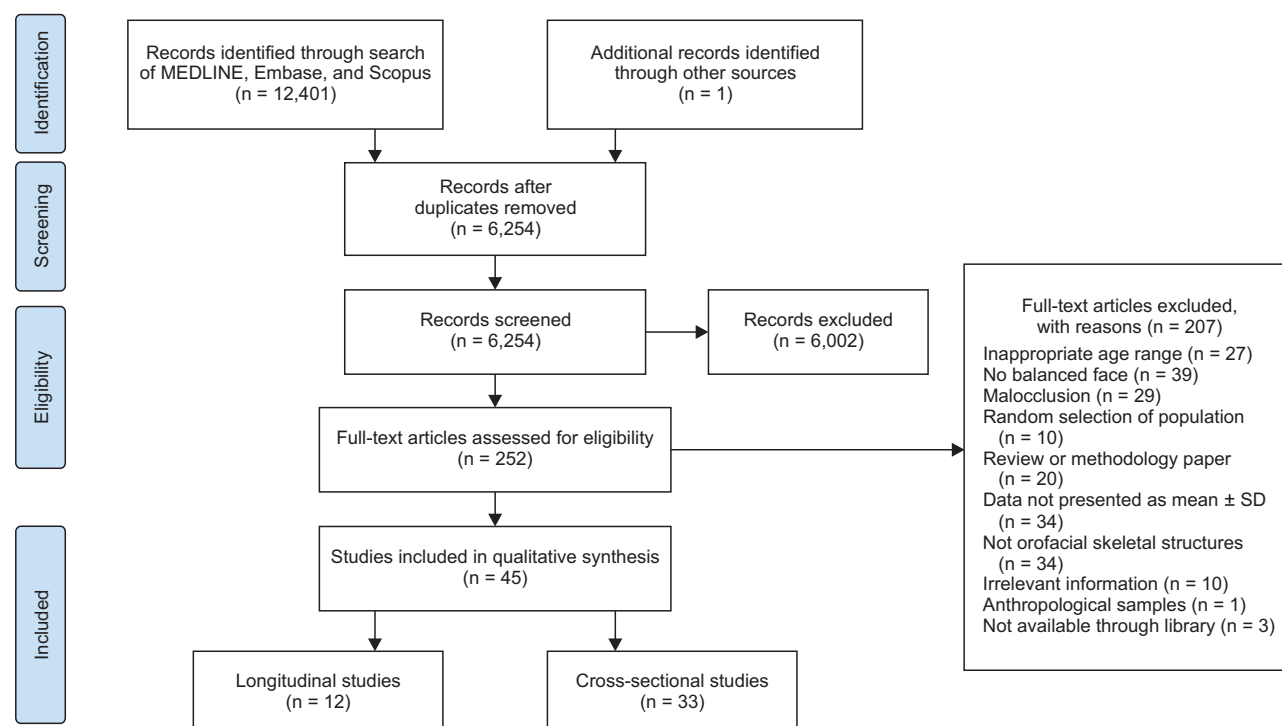 Identification
Records identified through search
of MEDLINE, Embase, and Scopus
(n = 12,401)
Additional records identified
through other sources
(n = 1)
Screening
Records after
duplicates removed
(n = 6,254)
Eligibility
Records screened
(n = 6,254)
Records excluded
(n = 6,002)
Full-text articles assessed for eligibility
(n = 252)
Full-text articles excluded,
with reasons (n = 207)
Inappropriate age range (n = 27)
No balanced face (n = 39)
Malocclusion (n = 29)
Random selection of population
(n = 10)
Review or methodology paper
(n = 20)
Data not presented as mean ± SD
(n = 34)
Not orofacial skeletal structures
(n = 34)
Irrelevant information (n = 10)
Anthropological samples (n = 1)
Not available through library (n = 3)
Included
Studies included in qualitative synthesis
(n = 45)
Longitudinal studies
(n = 12)
Cross-sectional studies
(n = 33)